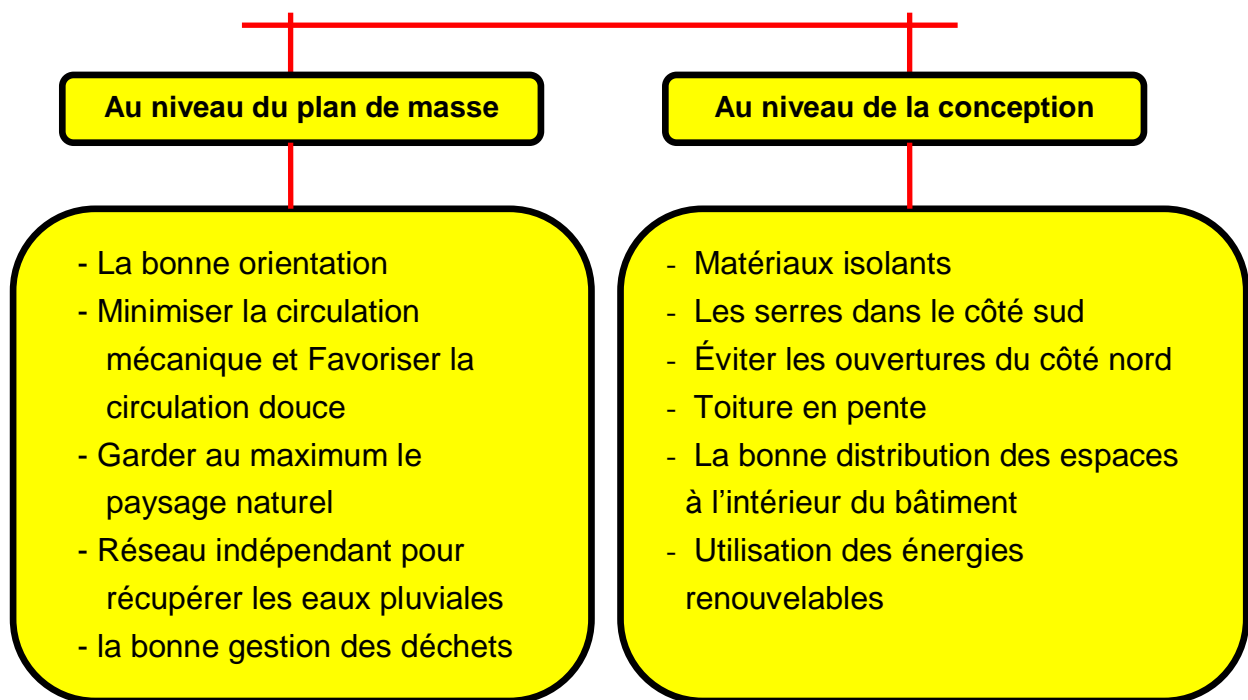 Au niveau du plan de masse
- La bonne orientation
- Minimiser la circulation
mécanique et Favoriser la
circulation douce
- Garder au maximum le
paysage naturel
- Réseau indépendant pour
récupérer les eaux pluviales
- la bonne gestion des déchets
Au niveau de la conception
- Matériaux isolants
- Les serres dans le côté sud
- Éviter les ouvertures du côté nord
- Toiture en pente
- La bonne distribution des espaces
à l’intérieur du bâtiment
- Utilisation des énergies
renouvelables